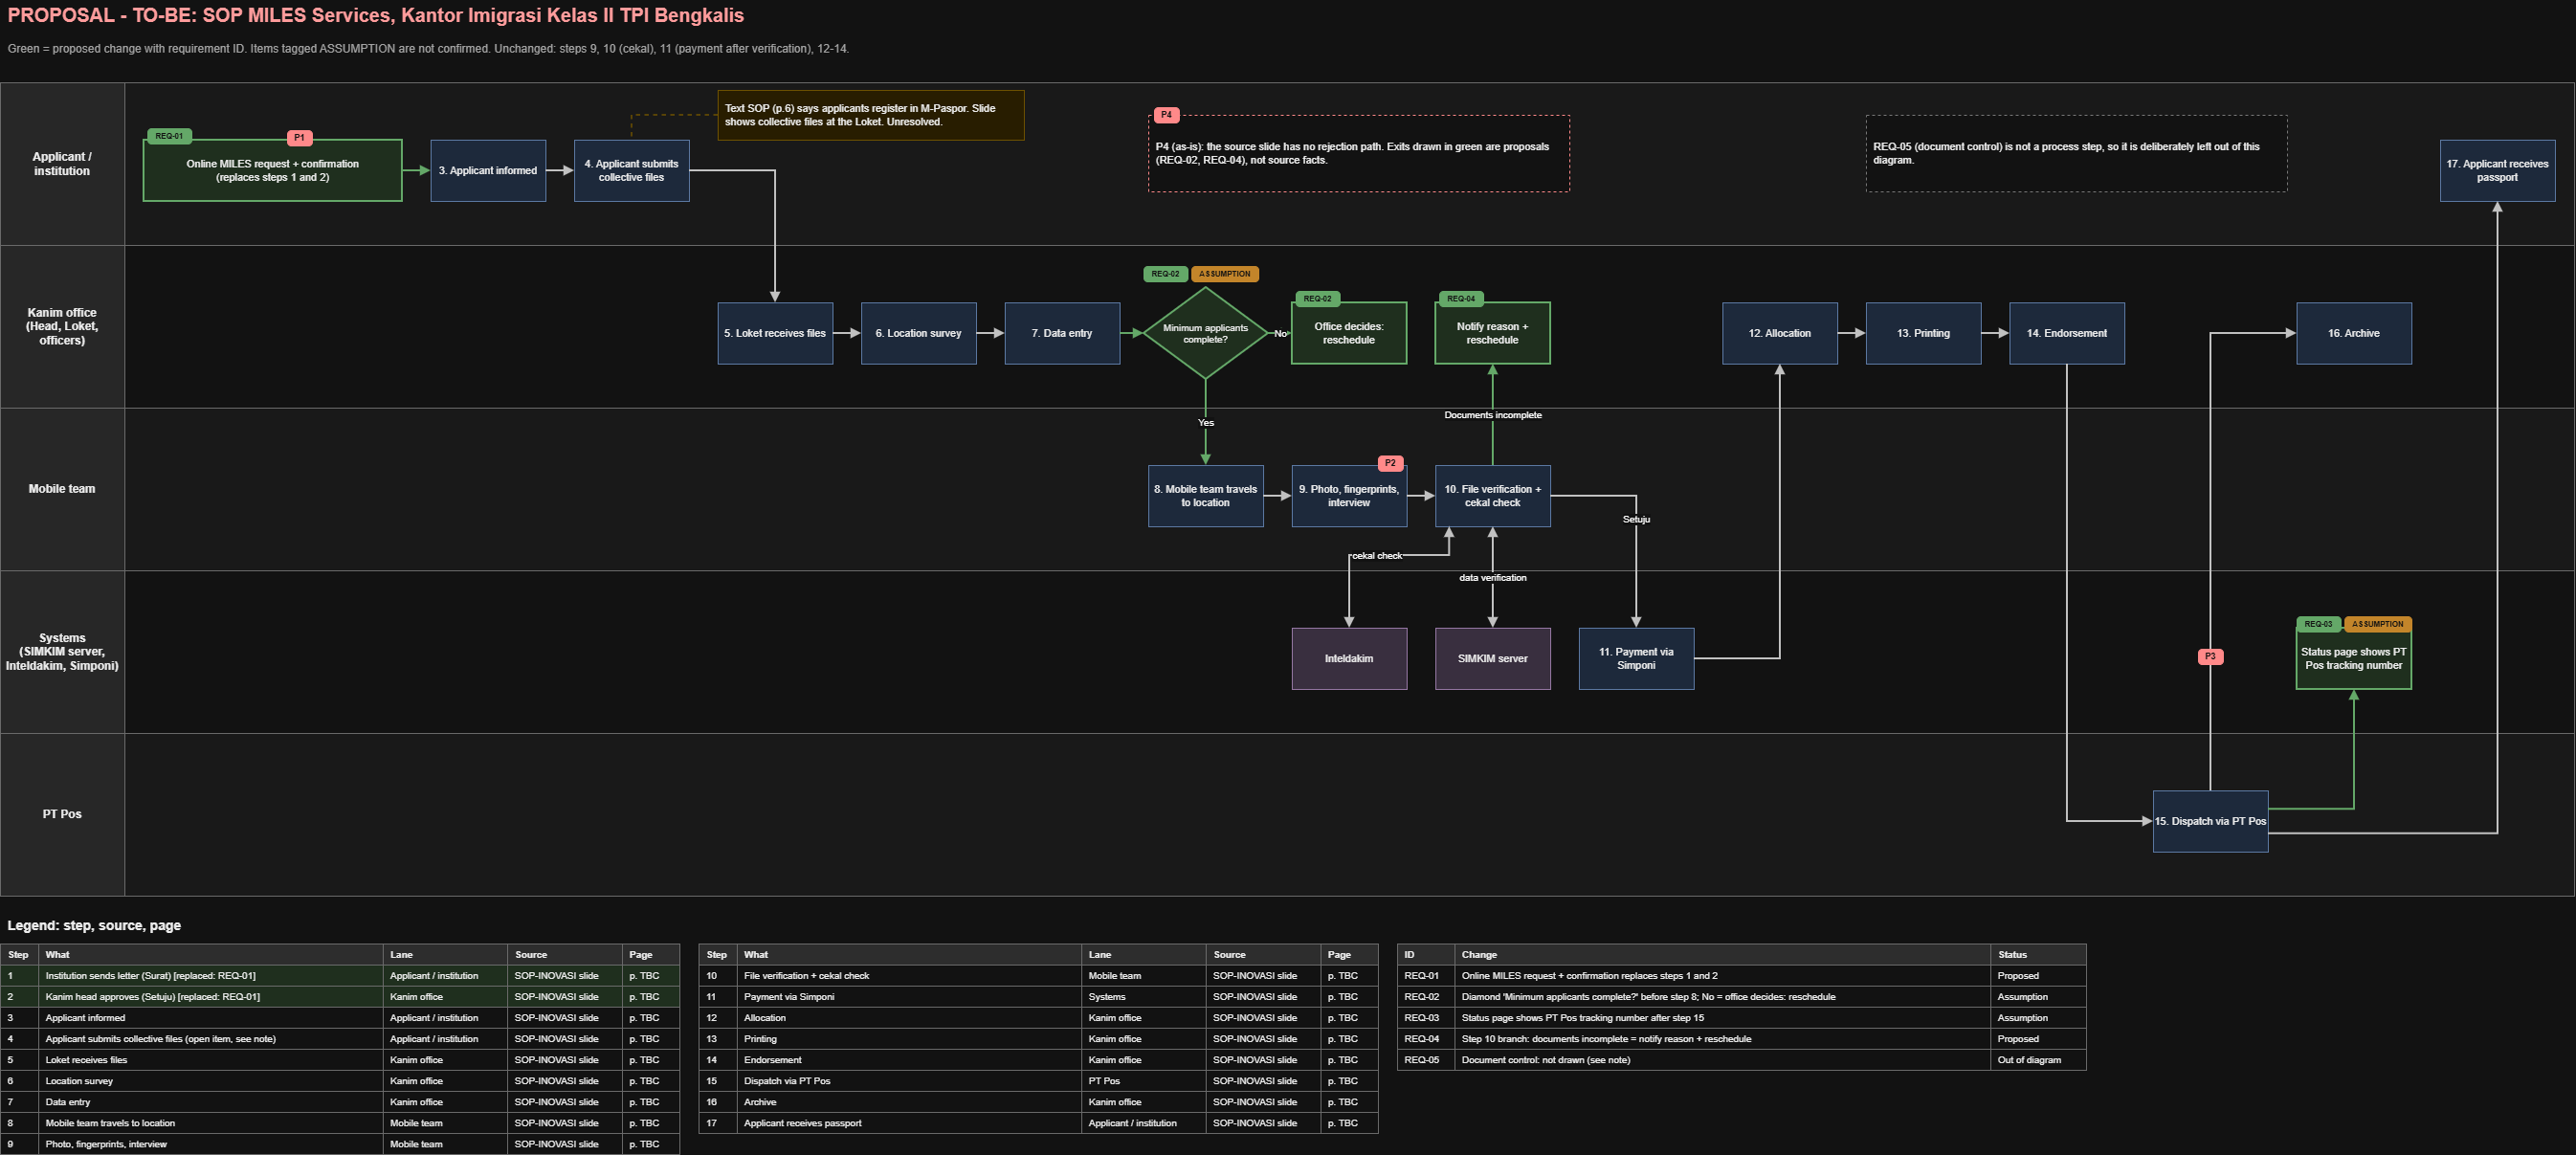 PROPOSAL - TO-BE: SOP MILES Services, Kantor Imigrasi Kelas II TPI Bengkalis
Green = proposed change with requirement ID. Items tagged ASSUMPTION are not confirmed. Unchanged: steps 9, 10 (cekal), 11 (payment after verification), 12-14.
Applicant /
institution
REQ-01
P1
Online MILES request + confirmation
(replaces steps 1 and 2)
3. Applicant informed
4. Applicant submits
collective files
Text SOP (p.6) says applicants register in M-Paspor. Slide
shows collective files at the Loket. Unresolved.
P4
P4 (as-is): the source slide has no rejection path. Exits drawn in green are proposals
(REQ-02, REQ-04), not source facts.
REQ-05 (document control) is not a process step, so it is deliberately left out of this
diagram.
17. Applicant receives
passport
Kanim office
(Head, Loket,
officers)
5. Loket receives files
6. Location survey
7. Data entry
REQ-02
ASSUMPTION
Minimum applicants
complete?
No
REQ-02
Office decides:
reschedule
REQ-04
Notify reason +
reschedule
12. Allocation
13. Printing
14. Endorsement
16. Archive
Documents incomplete
Yes
Mobile team
8. Mobile team travels
to location
P2
9. Photo, fingerprints,
interview
10. File verification +
cekal check
Setuju
cekal check
data verification
Systems
(SIMKIM server,
Inteldakim, Simponi)
Inteldakim
SIMKIM server
11. Payment via
Simponi
P3
REQ-03
ASSUMPTION
Status page shows PT
Pos tracking number
PT Pos
15. Dispatch via PT Pos
Legend: step, source, page
Step What Lane Source Page
1 Institution sends letter (Surat) [replaced: REQ-01] Applicant / institution SOP-INOVASI slide p. TBC
2 Kanim head approves (Setuju) [replaced: REQ-01] Kanim office SOP-INOVASI slide p. TBC
3 Applicant informed Applicant / institution SOP-INOVASI slide p. TBC
4 Applicant submits collective files (open item, see note) Applicant / institution SOP-INOVASI slide p. TBC
5 Loket receives files Kanim office SOP-INOVASI slide p. TBC
6 Location survey Kanim office SOP-INOVASI slide p. TBC
7 Data entry Kanim office SOP-INOVASI slide p. TBC
8 Mobile team travels to location Mobile team SOP-INOVASI slide p. TBC
9 Photo, fingerprints, interview Mobile team SOP-INOVASI slide p. TBC
Step What Lane Source Page
10 File verification + cekal check Mobile team SOP-INOVASI slide p. TBC
11 Payment via Simponi Systems SOP-INOVASI slide p. TBC
12 Allocation Kanim office SOP-INOVASI slide p. TBC
13 Printing Kanim office SOP-INOVASI slide p. TBC
14 Endorsement Kanim office SOP-INOVASI slide p. TBC
15 Dispatch via PT Pos PT Pos SOP-INOVASI slide p. TBC
16 Archive Kanim office SOP-INOVASI slide p. TBC
17 Applicant receives passport Applicant / institution SOP-INOVASI slide p. TBC
ID Change Status
REQ-01 Online MILES request + confirmation replaces steps 1 and 2 Proposed
REQ-02 Diamond 'Minimum applicants complete?' before step 8; No = office decides: reschedule Assumption
REQ-03 Status page shows PT Pos tracking number after step 15 Assumption
REQ-04 Step 10 branch: documents incomplete = notify reason + reschedule Proposed
REQ-05 Document control: not drawn (see note) Out of diagram